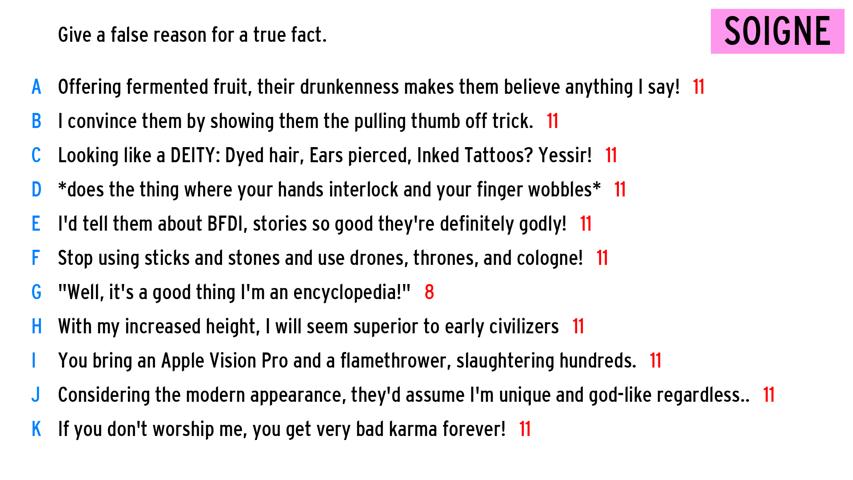 Give a false reason for a true fact.
SOIGNE
A Offering fermented fruit, their drunkenness makes them believe anything I say! 11
B I convince them by showing them the pulling thumb off trick. 11
C Looking like a DEITY: Dyed hair, Ears pierced, Inked Tattoos? Yessir! 11
D *does the thing where your hands interlock and your finger wobbles* 11
E I'd tell them about BFDI, stories so good they're definitely godly! 11
F Stop using sticks and stones and use drones, thrones, and cologne! 11
G "Well, it's a good thing I'm an encyclopedia!" 8
H With my increased height, I will seem superior to early civilizers 11
I You bring an Apple Vision Pro and a flamethrower, slaughtering hundreds. 11
J Considering the modern appearance, they'd assume I'm unique and god-like regardless.. 11
K If you don't worship me, you get very bad karma forever! 11